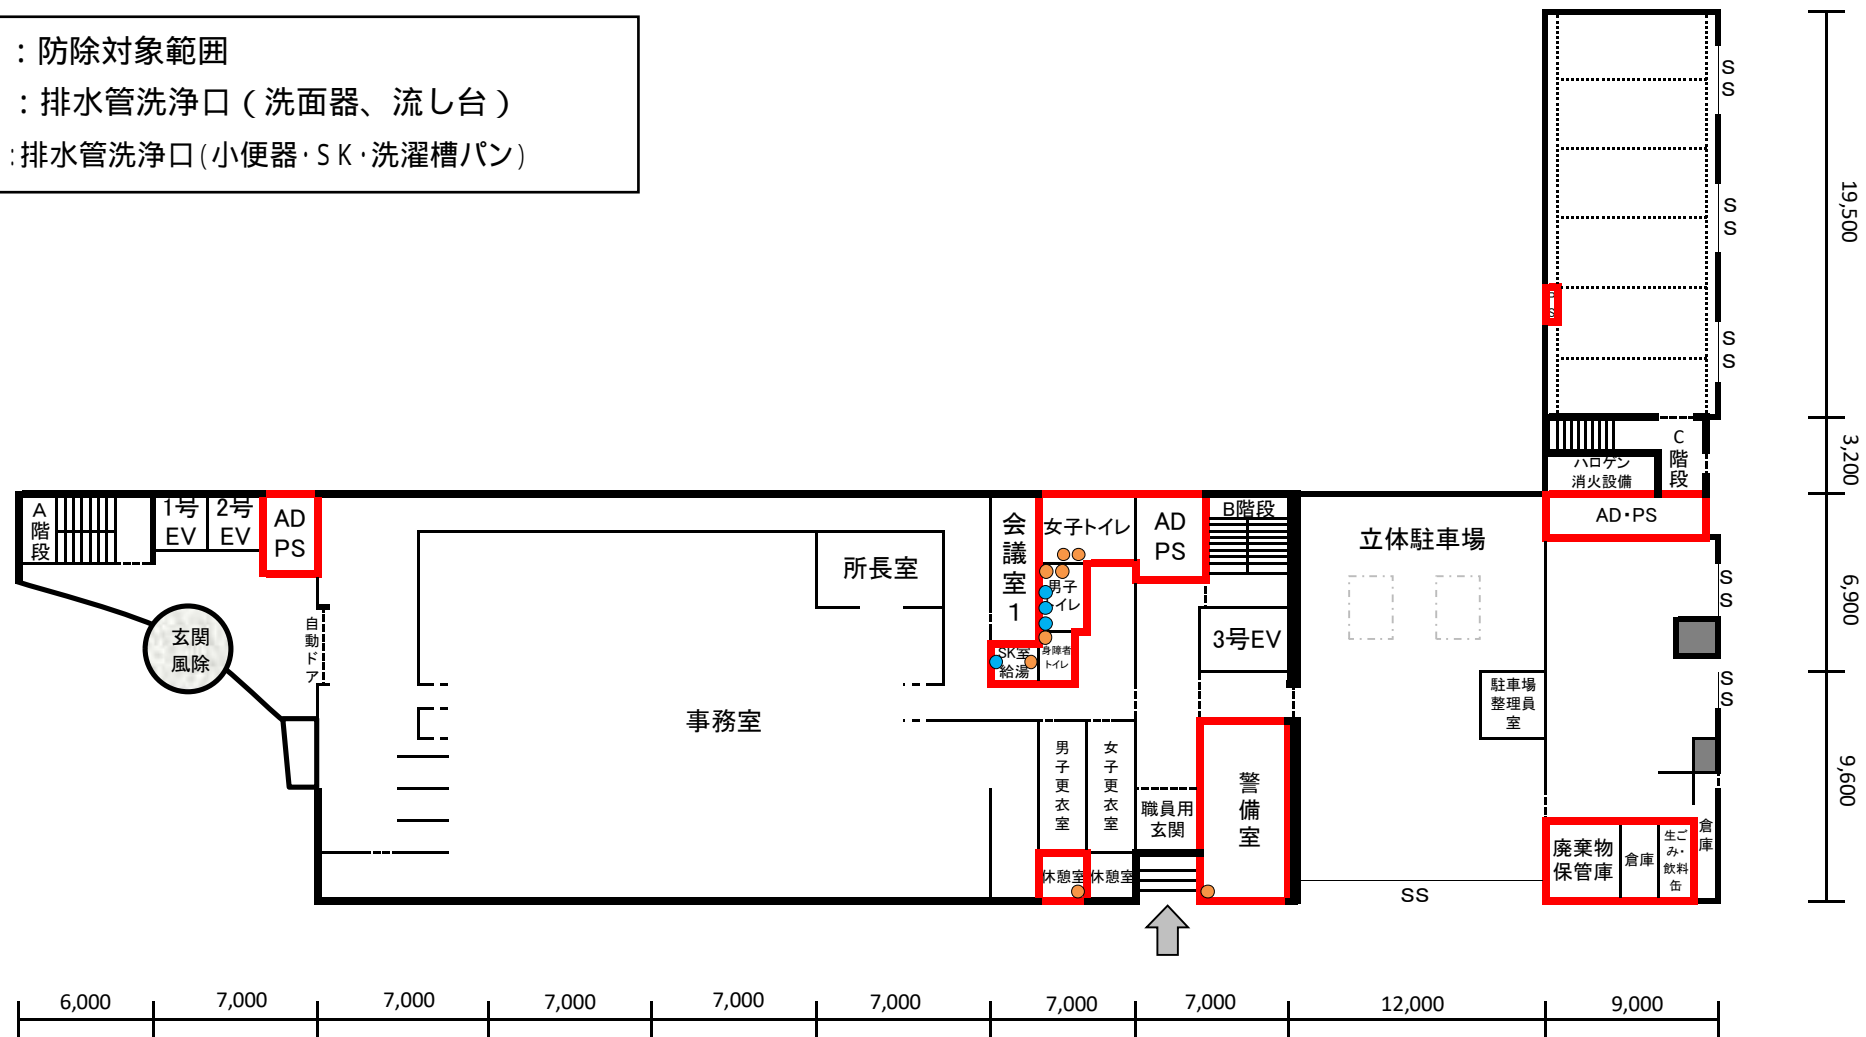 ：防除対象範囲
：排水管洗浄口（洗面器、流し台）
:排水管洗浄口(小便器･ＳＫ･洗濯槽パン)
SS
SS
SS
19,500
3,200
6,900
9,600
C階段
ハロゲン
消火設備
AD・PS
A階段
1号
EV
2号
EV
AD
PS
玄関
風除
自動ドア
所長室
事務室
会議室1
女子トイレ
男子
トイレ
身障者
トイレ
SK室
給湯
AD
PS
B階段
3号EV
立体駐車場
駐車場
整理員
室
SS
SS
男子更衣室
女子更衣室
職員用
玄関
警備室
休憩室
休憩室
SS
廃棄物
保管庫
倉庫
生ご
み・
飲料
缶
倉庫
6,000
7,000
7,000
7,000
7,000
7,000
7,000
7,000
12,000
9,000